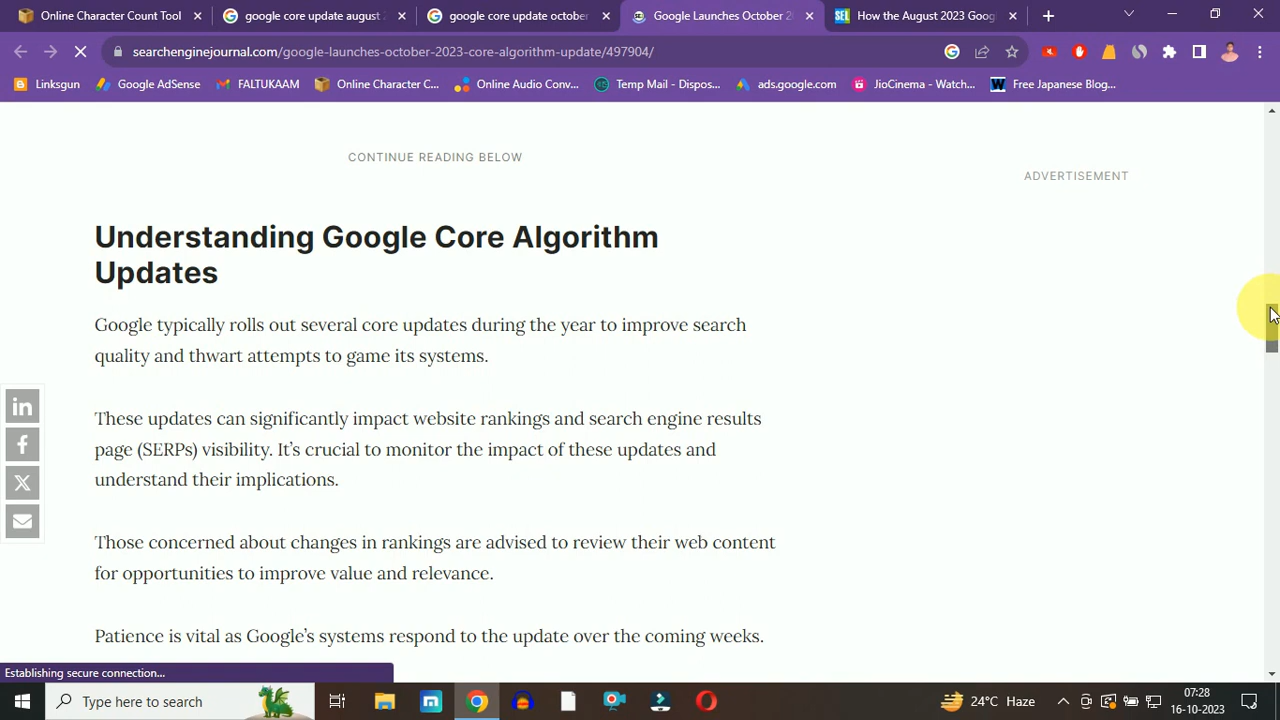 Online Character Count Tool
google core update august
google core update october
Google Launches October 20
SEL
How the August 2023 Googl
searchenginejournal.com/google-launches-october-2023-core-algorithm-update/497904/
Linksgun
Google AdSense
FALTUKAAM
Online Character C...
Online Audio Conv...
Temp Mail - Dispos...
ads.google.com
JioCinema - Watch...
Free Japanese Blog...
CONTINUE READING BELOW
ADVERTISEMENT
Understanding Google Core Algorithm
Updates
Google typically rolls out several core updates during the year to improve search
quality and thwart attempts to game its systems.
These updates can significantly impact website rankings and search engine results
page (SERPs) visibility. It’s crucial to monitor the impact of these updates and
understand their implications.
Those concerned about changes in rankings are advised to review their web content
for opportunities to improve value and relevance.
Patience is vital as Google’s systems respond to the update over the coming weeks.
Establishing secure connection...
Type here to search
24°C Haze
07:28
16-10-2023